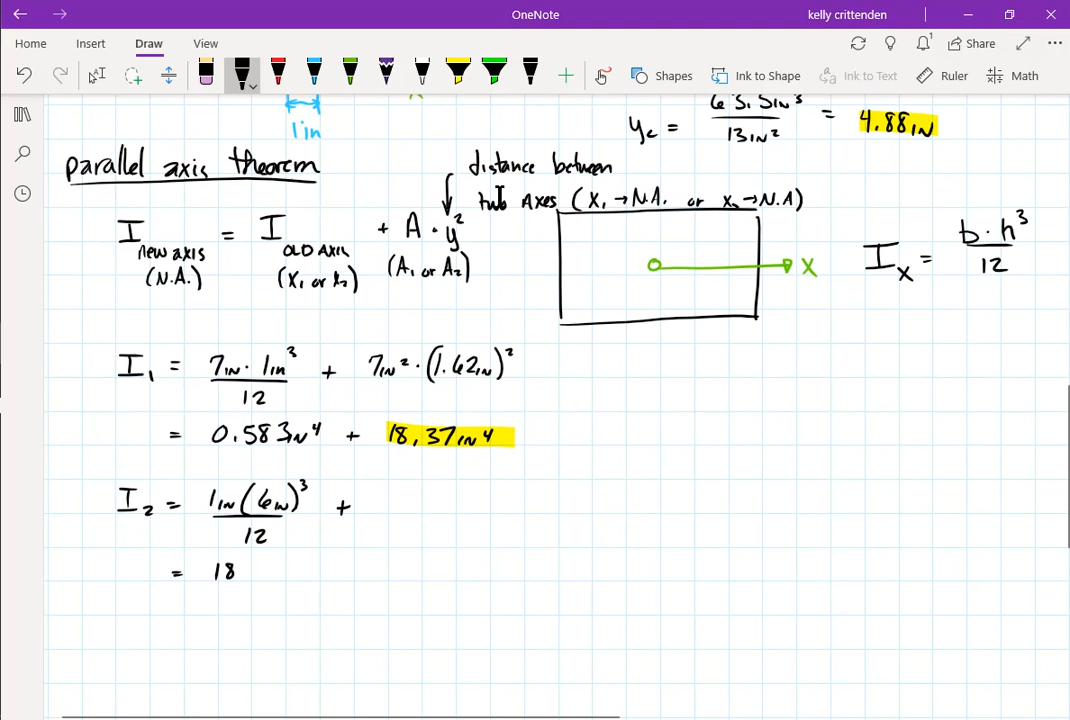 OneNote
kelly crittenden
Home Insert Draw View
Share
Shapes Ink to Shape Ink to Text Ruler Math
1in
x
yc = 63.5in³ / 13in² = 4.88in
parallel axis theorem
distance between
two Axes (X₁→N.A. or x₂→N.A)
I new axis (N.A.) = I OLD AXIS (X₁ or X₂) + A · y² (A₁ or A₂)
x
Iₓ = b · h³ / 12
I₁ = 7in · 1in³ / 12 + 7in² · (1.62in)²
= 0.583in⁴ + 18.37in⁴
I₂ = 1in(6in)³ / 12 +
= 18